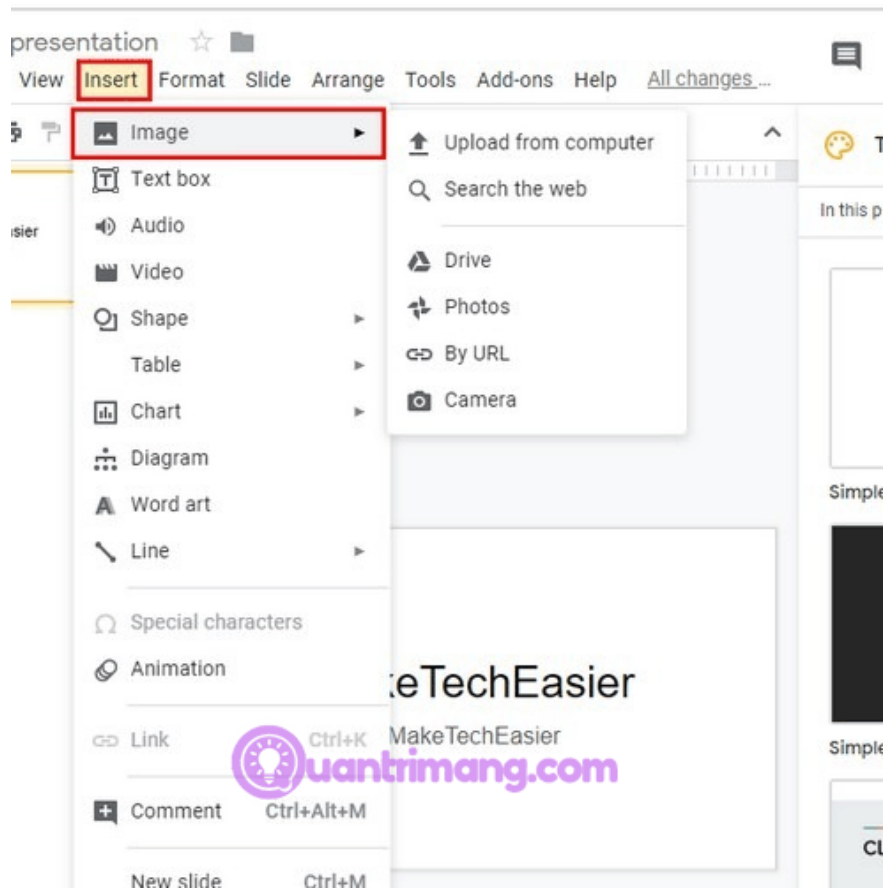 presentation
View Insert Format Slide Arrange Tools Add-ons Help All changes ...
Image
Text box
Audio
Video
Shape
Table
Chart
Diagram
Word art
Line
Special characters
Animation
Link Ctrl+K
Comment Ctrl+Alt+M
New slide Ctrl+M
Upload from computer
Search the web
Drive
Photos
By URL
Camera
sier
keTechEasier
MakeTechEasier
uantrimang.com
T
In this p
Simple
Simple
CL